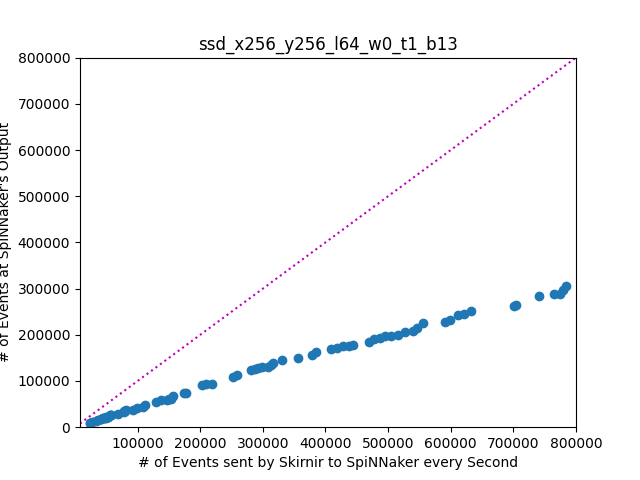 ssd_x256_y256_l64_w0_t1_b13
# of Events at SpiNNaker's Output
800000
700000
600000
500000
400000
300000
200000
100000
0
100000 200000 300000 400000 500000 600000 700000 800000
# of Events sent by Skirnir to SpiNNaker every Second